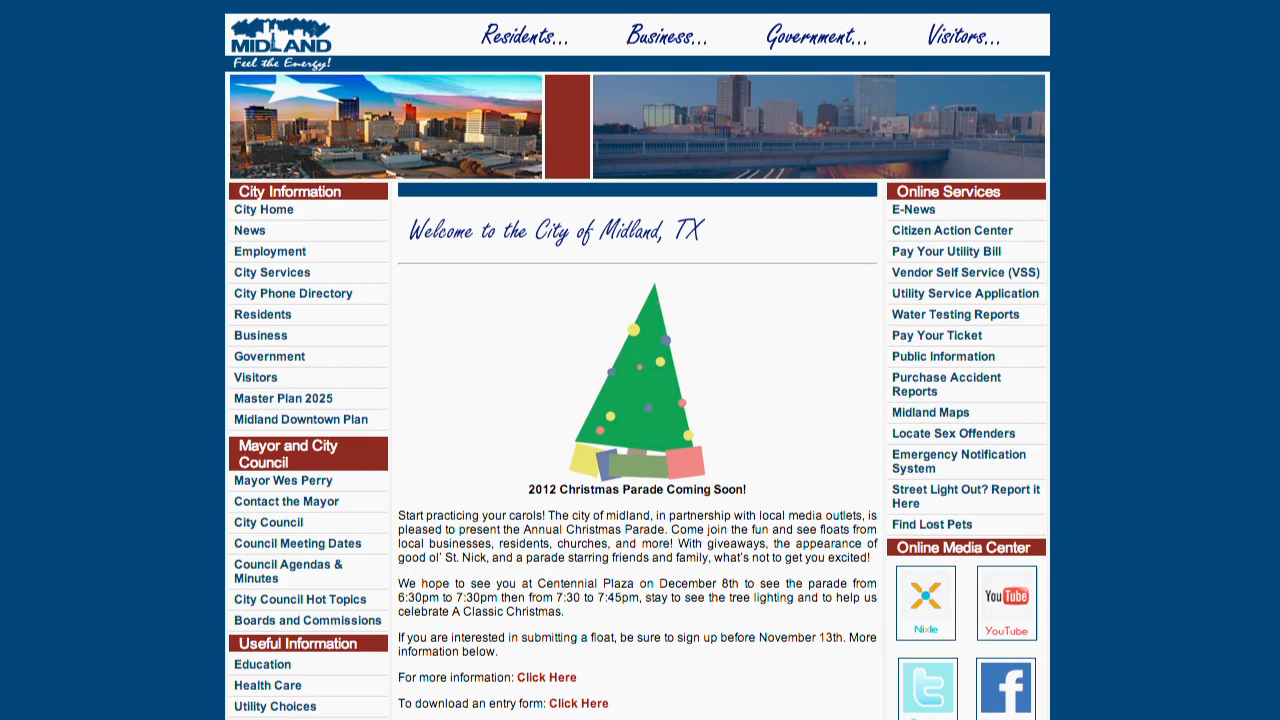 MIDLAND
Feel the Energy!
Residents...
Business...
Government...
Visitors...
City Information
City Home
News
Employment
City Services
City Phone Directory
Residents
Business
Government
Visitors
Master Plan 2025
Midland Downtown Plan
Mayor and City
Council
Mayor Wes Perry
Contact the Mayor
City Council
Council Meeting Dates
Council Agendas &
Minutes
City Council Hot Topics
Boards and Commissions
Useful Information
Education
Health Care
Utility Choices
Welcome to the City of Midland, TX
2012 Christmas Parade Coming Soon!
Start practicing your carols! The city of midland, in partnership with local media outlets, is
pleased to present the Annual Christmas Parade. Come join the fun and see floats from
local businesses, residents, churches, and more! With giveaways, the appearance of
good ol' St. Nick, and a parade starring friends and family, what's not to get you excited!
We hope to see you at Centennial Plaza on December 8th to see the parade from
6:30pm to 7:30pm then from 7:30 to 7:45pm, stay to see the tree lighting and to help us
celebrate A Classic Christmas.
If you are interested in submitting a float, be sure to sign up before November 13th. More
information below.
For more information: Click Here
To download an entry form: Click Here
Online Services
E-News
Citizen Action Center
Pay Your Utility Bill
Vendor Self Service (VSS)
Utility Service Application
Water Testing Reports
Pay Your Ticket
Public Information
Purchase Accident
Reports
Midland Maps
Locate Sex Offenders
Emergency Notification
System
Street Light Out? Report it
Here
Find Lost Pets
Online Media Center
Nixle
YouTube
YouTube